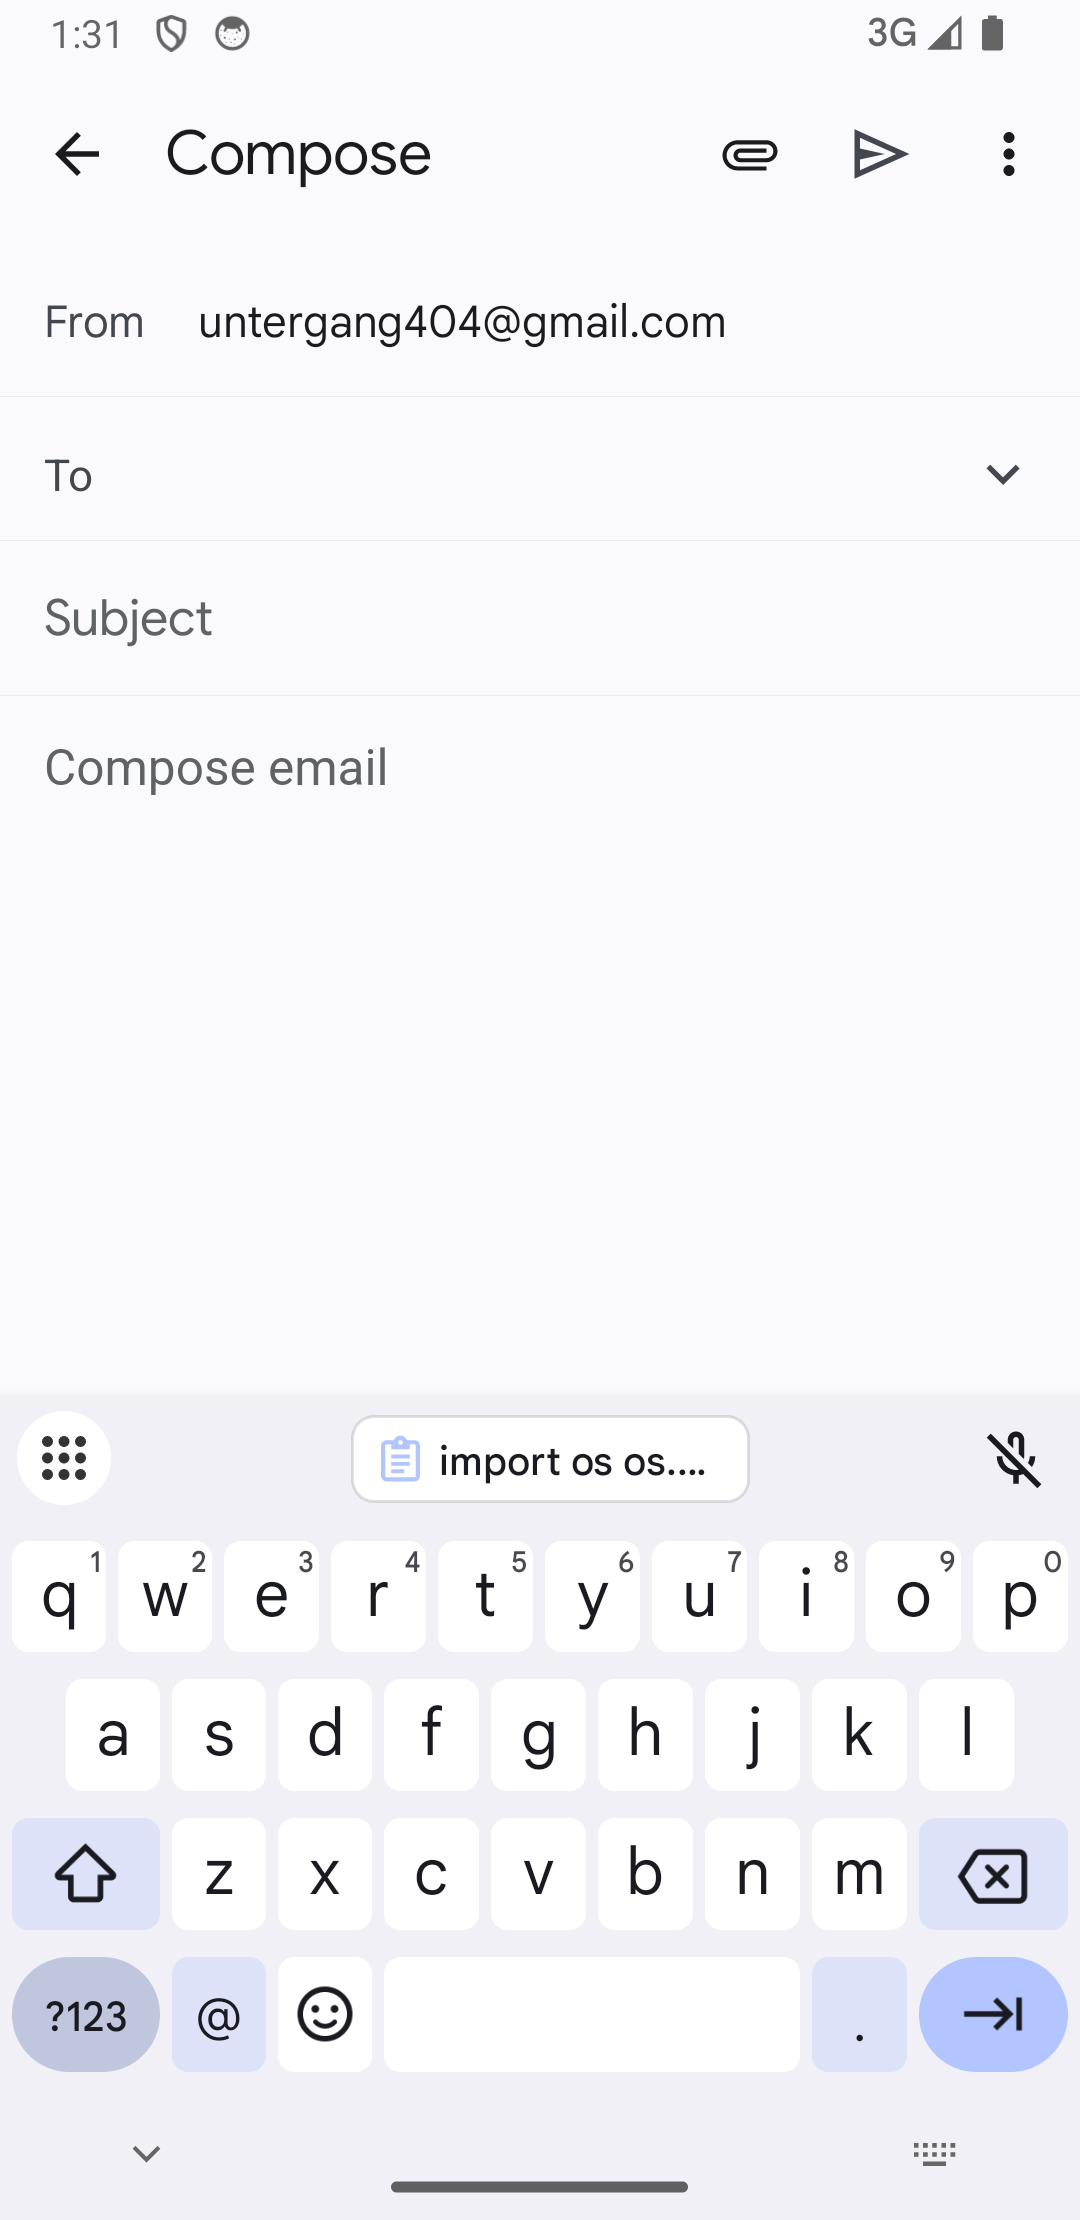 1:31 3G
Compose
From untergang404@gmail.com
To
Subject
Compose email
import os os....
q 1 w 2 e 3 r 4 t 5 y 6 u 7 i 8 o 9 p 0
a s d f g h j k l
z x c v b n m
?123 @ .